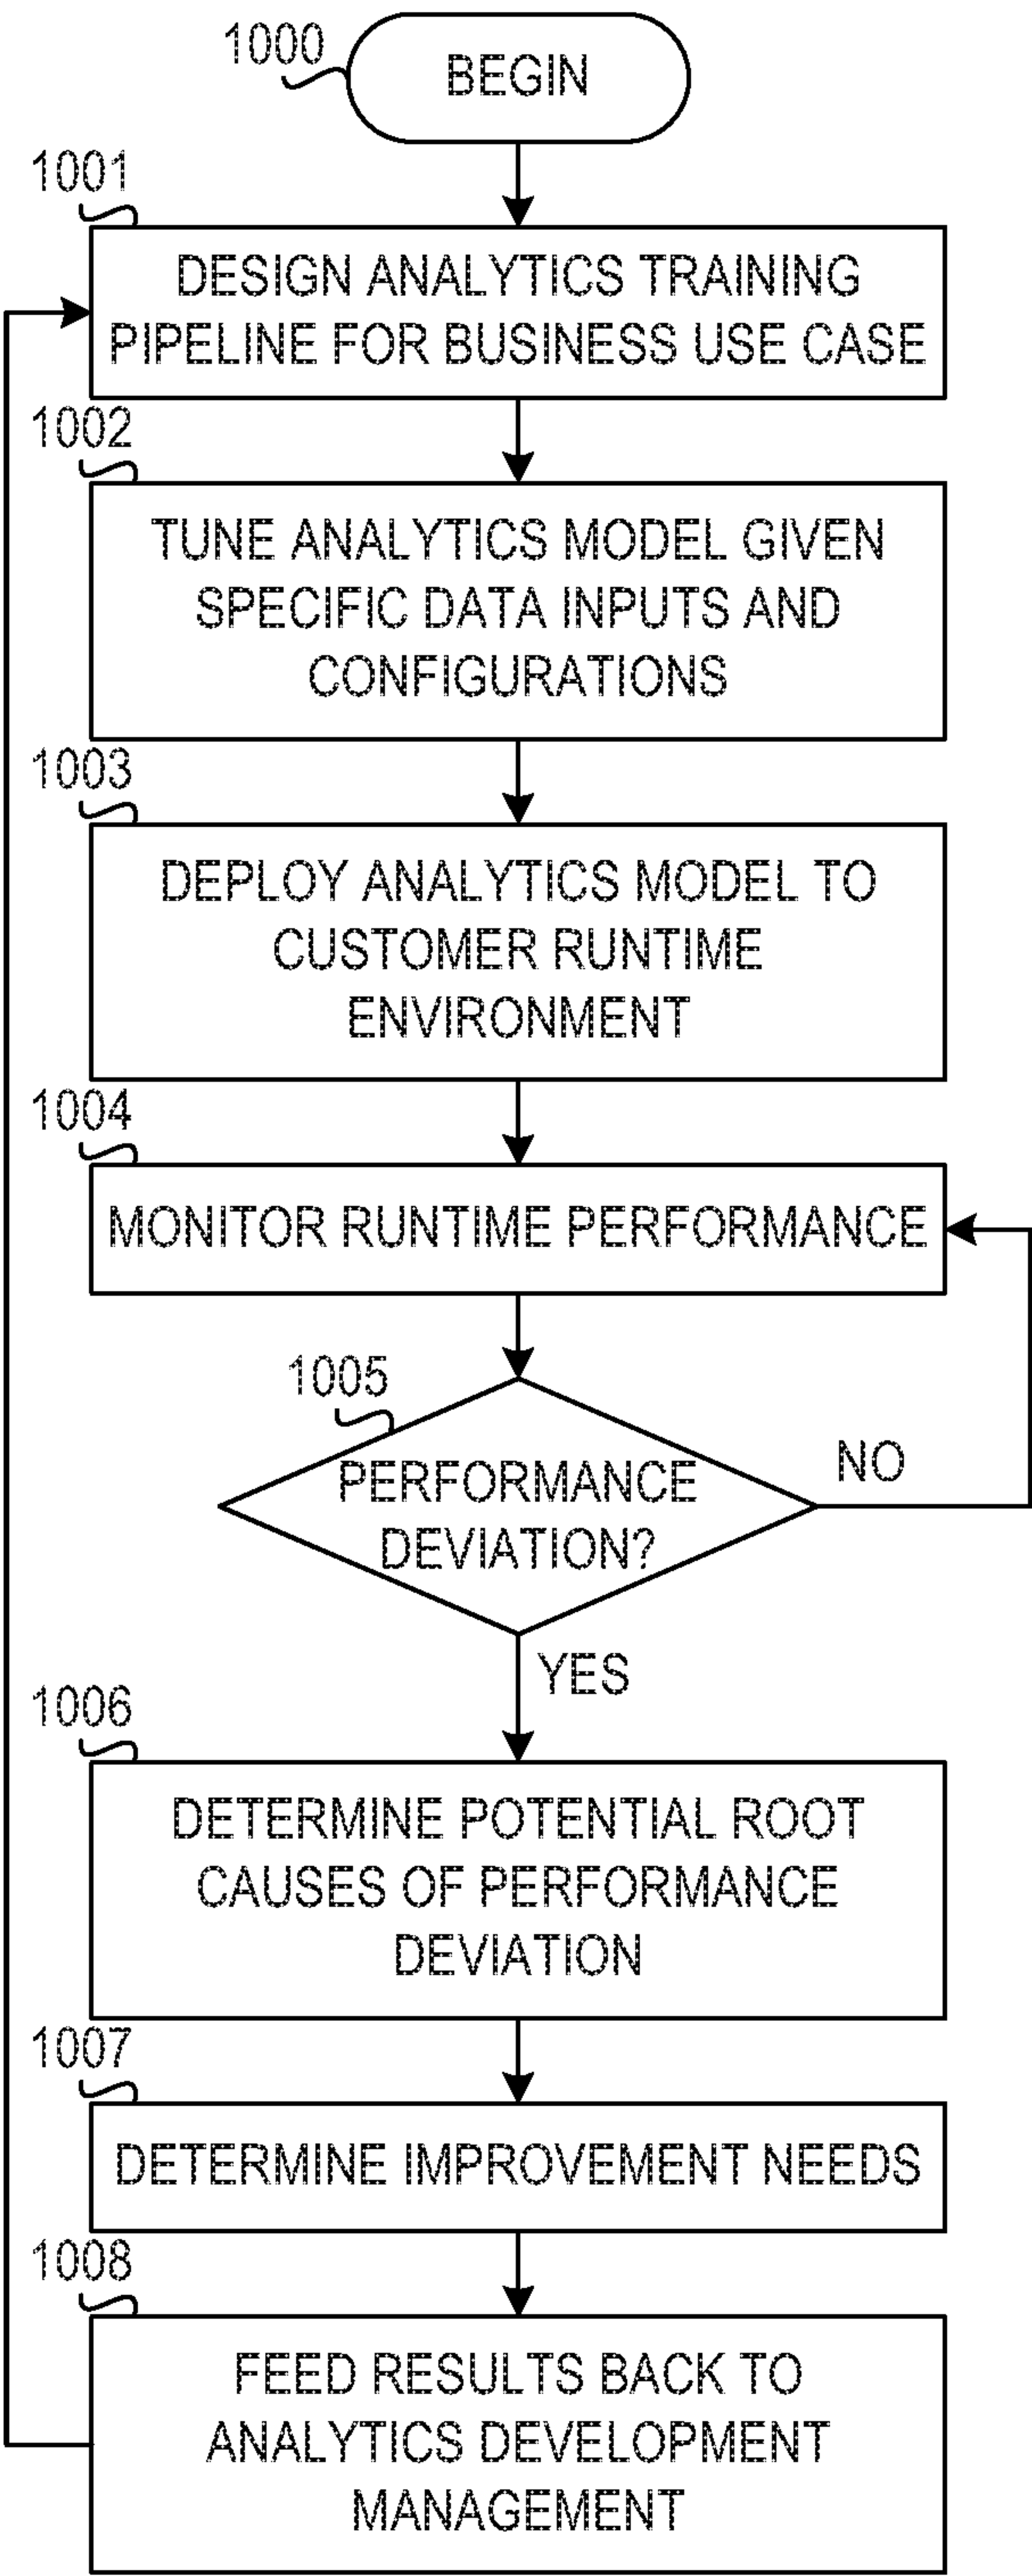 1000
BEGIN
1001
DESIGN ANALYTICS TRAINING
PIPELINE FOR BUSINESS USE CASE
1002
TUNE ANALYTICS MODEL GIVEN
SPECIFIC DATA INPUTS AND
CONFIGURATIONS
1003
DEPLOY ANALYTICS MODEL TO
CUSTOMER RUNTIME
ENVIRONMENT
1004
MONITOR RUNTIME PERFORMANCE
1005
PERFORMANCE
DEVIATION?
NO
YES
1006
DETERMINE POTENTIAL ROOT
CAUSES OF PERFORMANCE
DEVIATION
1007
DETERMINE IMPROVEMENT NEEDS
1008
FEED RESULTS BACK TO
ANALYTICS DEVELOPMENT
MANAGEMENT